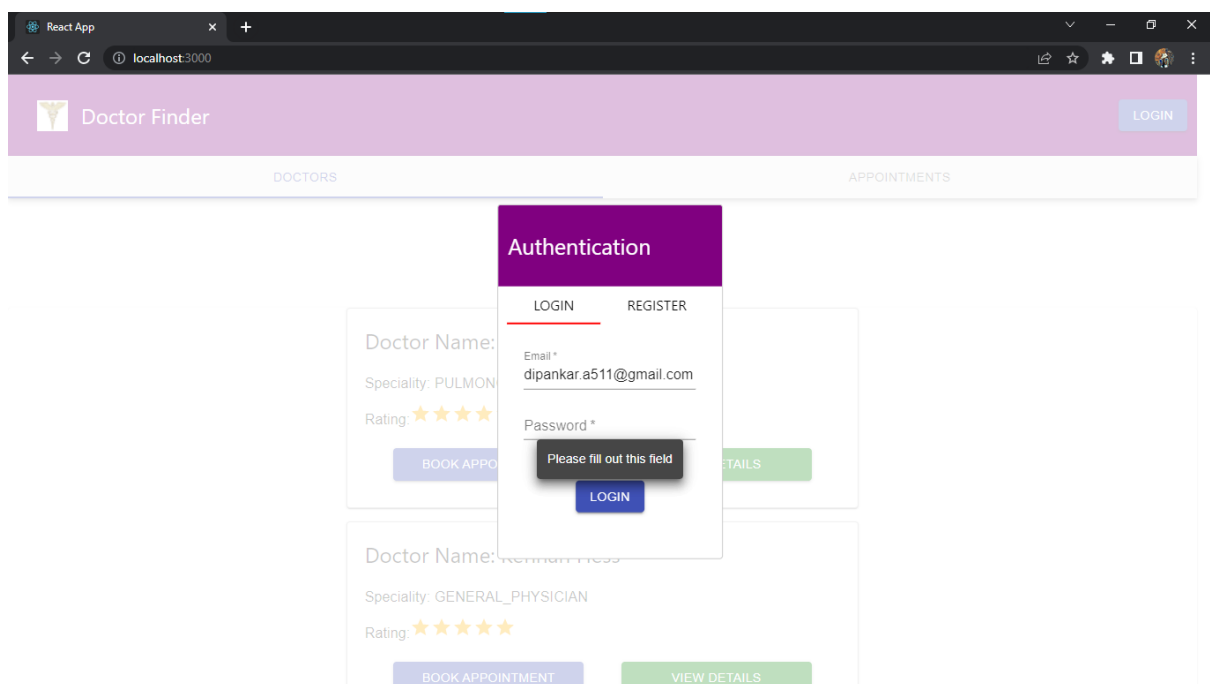 React App
localhost:3000
Doctor Finder
LOGIN
DOCTORS
APPOINTMENTS
Authentication
LOGIN
REGISTER
Doctor Name:
Email *
dipankar.a511@gmail.com
Speciality: PULMON
Rating:
Password *
Please fill out this field
BOOK APPO
ETAILS
LOGIN
Doctor Name:
Speciality: GENERAL_PHYSICIAN
Rating:
BOOK APPOINTMENT
VIEW DETAILS